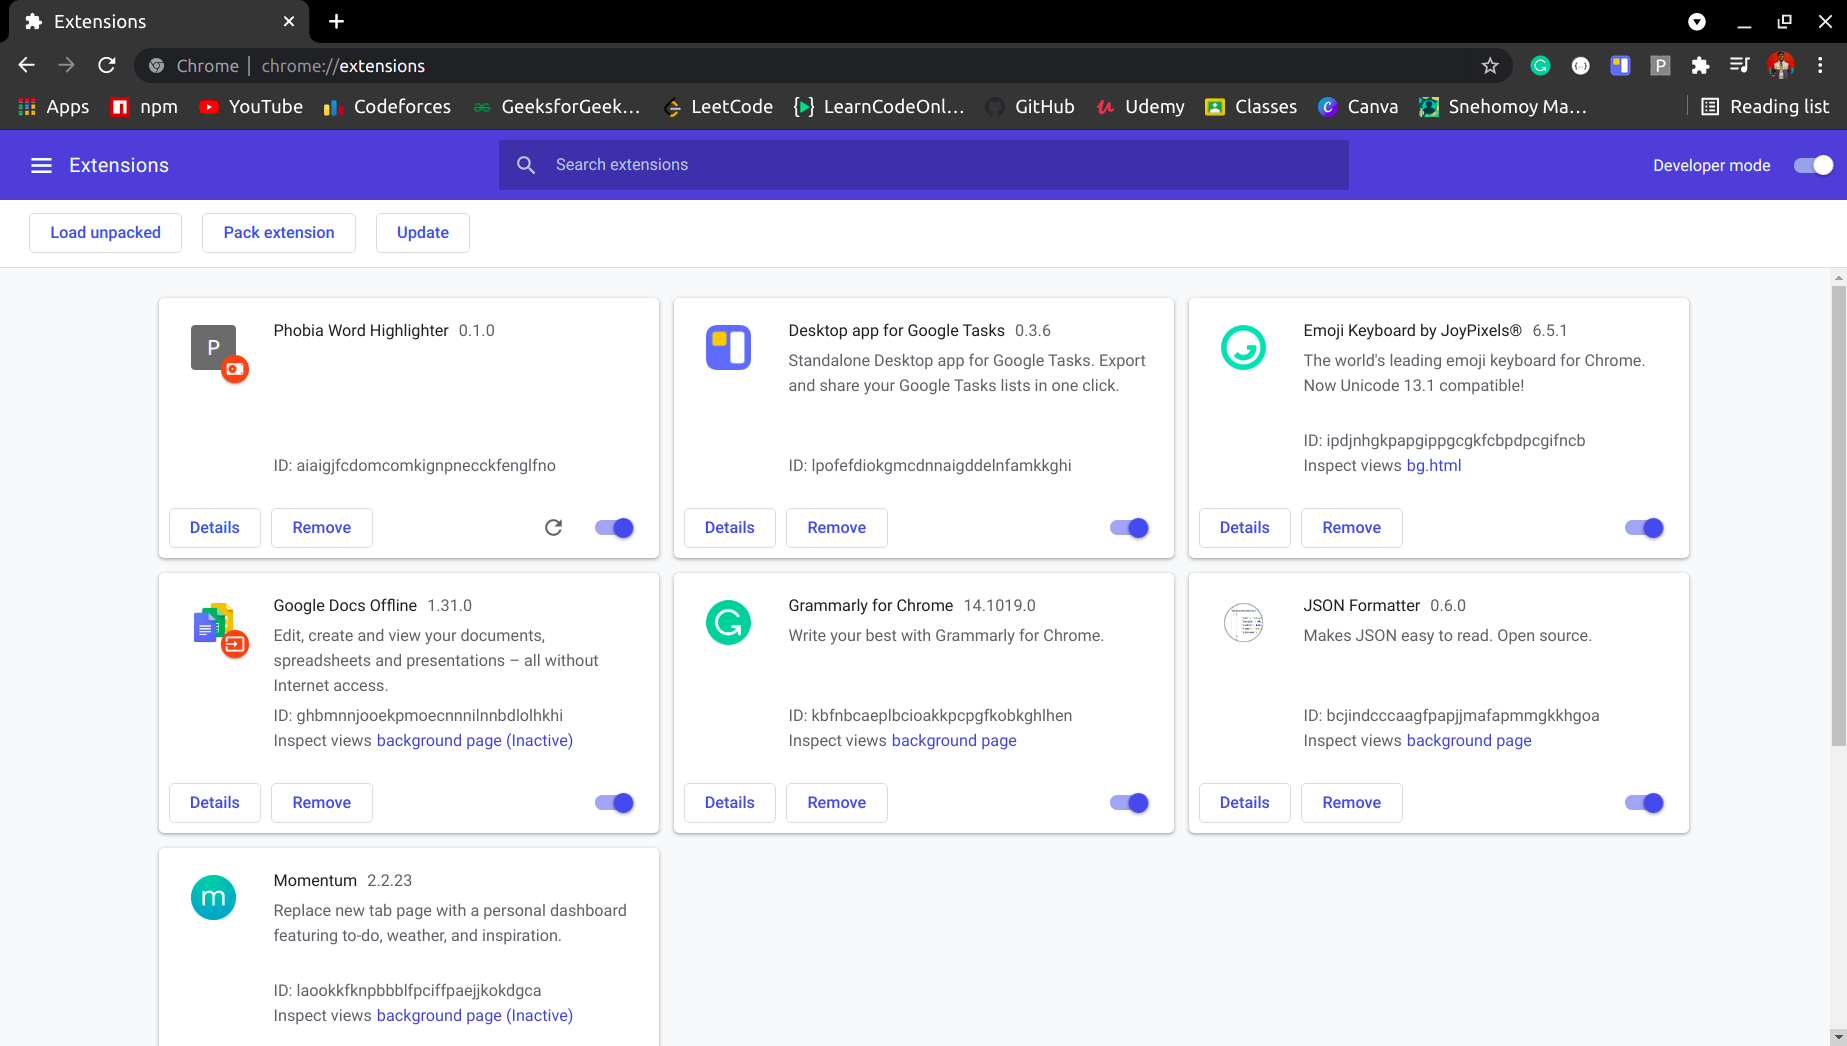 Extensions
Chrome | chrome://extensions
P
Apps npm YouTube Codeforces GeeksforGeek... LeetCode LearnCodeOnl... GitHub Udemy Classes Canva Snehomoy Ma... Reading list
Extensions Search extensions Developer mode
Load unpacked Pack extension Update
P
Phobia Word Highlighter 0.1.0
ID: aiaigjfcdomcomkignpnecckfenglfno
Details Remove
Desktop app for Google Tasks 0.3.6
Standalone Desktop app for Google Tasks. Export
and share your Google Tasks lists in one click.
ID: lpofefdiokgmcdnnaigddelnfamkkghi
Details Remove
Emoji Keyboard by JoyPixels® 6.5.1
The world's leading emoji keyboard for Chrome.
Now Unicode 13.1 compatible!
ID: ipdjnhgkpapgippgcgkfcbpdpcgifncb
Inspect views bg.html
Details Remove
Google Docs Offline 1.31.0
Edit, create and view your documents,
spreadsheets and presentations – all without
Internet access.
ID: ghbmnnjooekpmoecnnnilnnbdlolhkhi
Inspect views background page (Inactive)
Details Remove
Grammarly for Chrome 14.1019.0
Write your best with Grammarly for Chrome.
ID: kbfnbcaeplbcioakkpcpgfkobkghlhen
Inspect views background page
Details Remove
JSON Formatter 0.6.0
Makes JSON easy to read. Open source.
ID: bcjindcccaagfpapjjmafapmmgkkhgoa
Inspect views background page
Details Remove
m
Momentum 2.2.23
Replace new tab page with a personal dashboard
featuring to-do, weather, and inspiration.
ID: laookkfknpbbblfpciffpaejjkokdgca
Inspect views background page (Inactive)